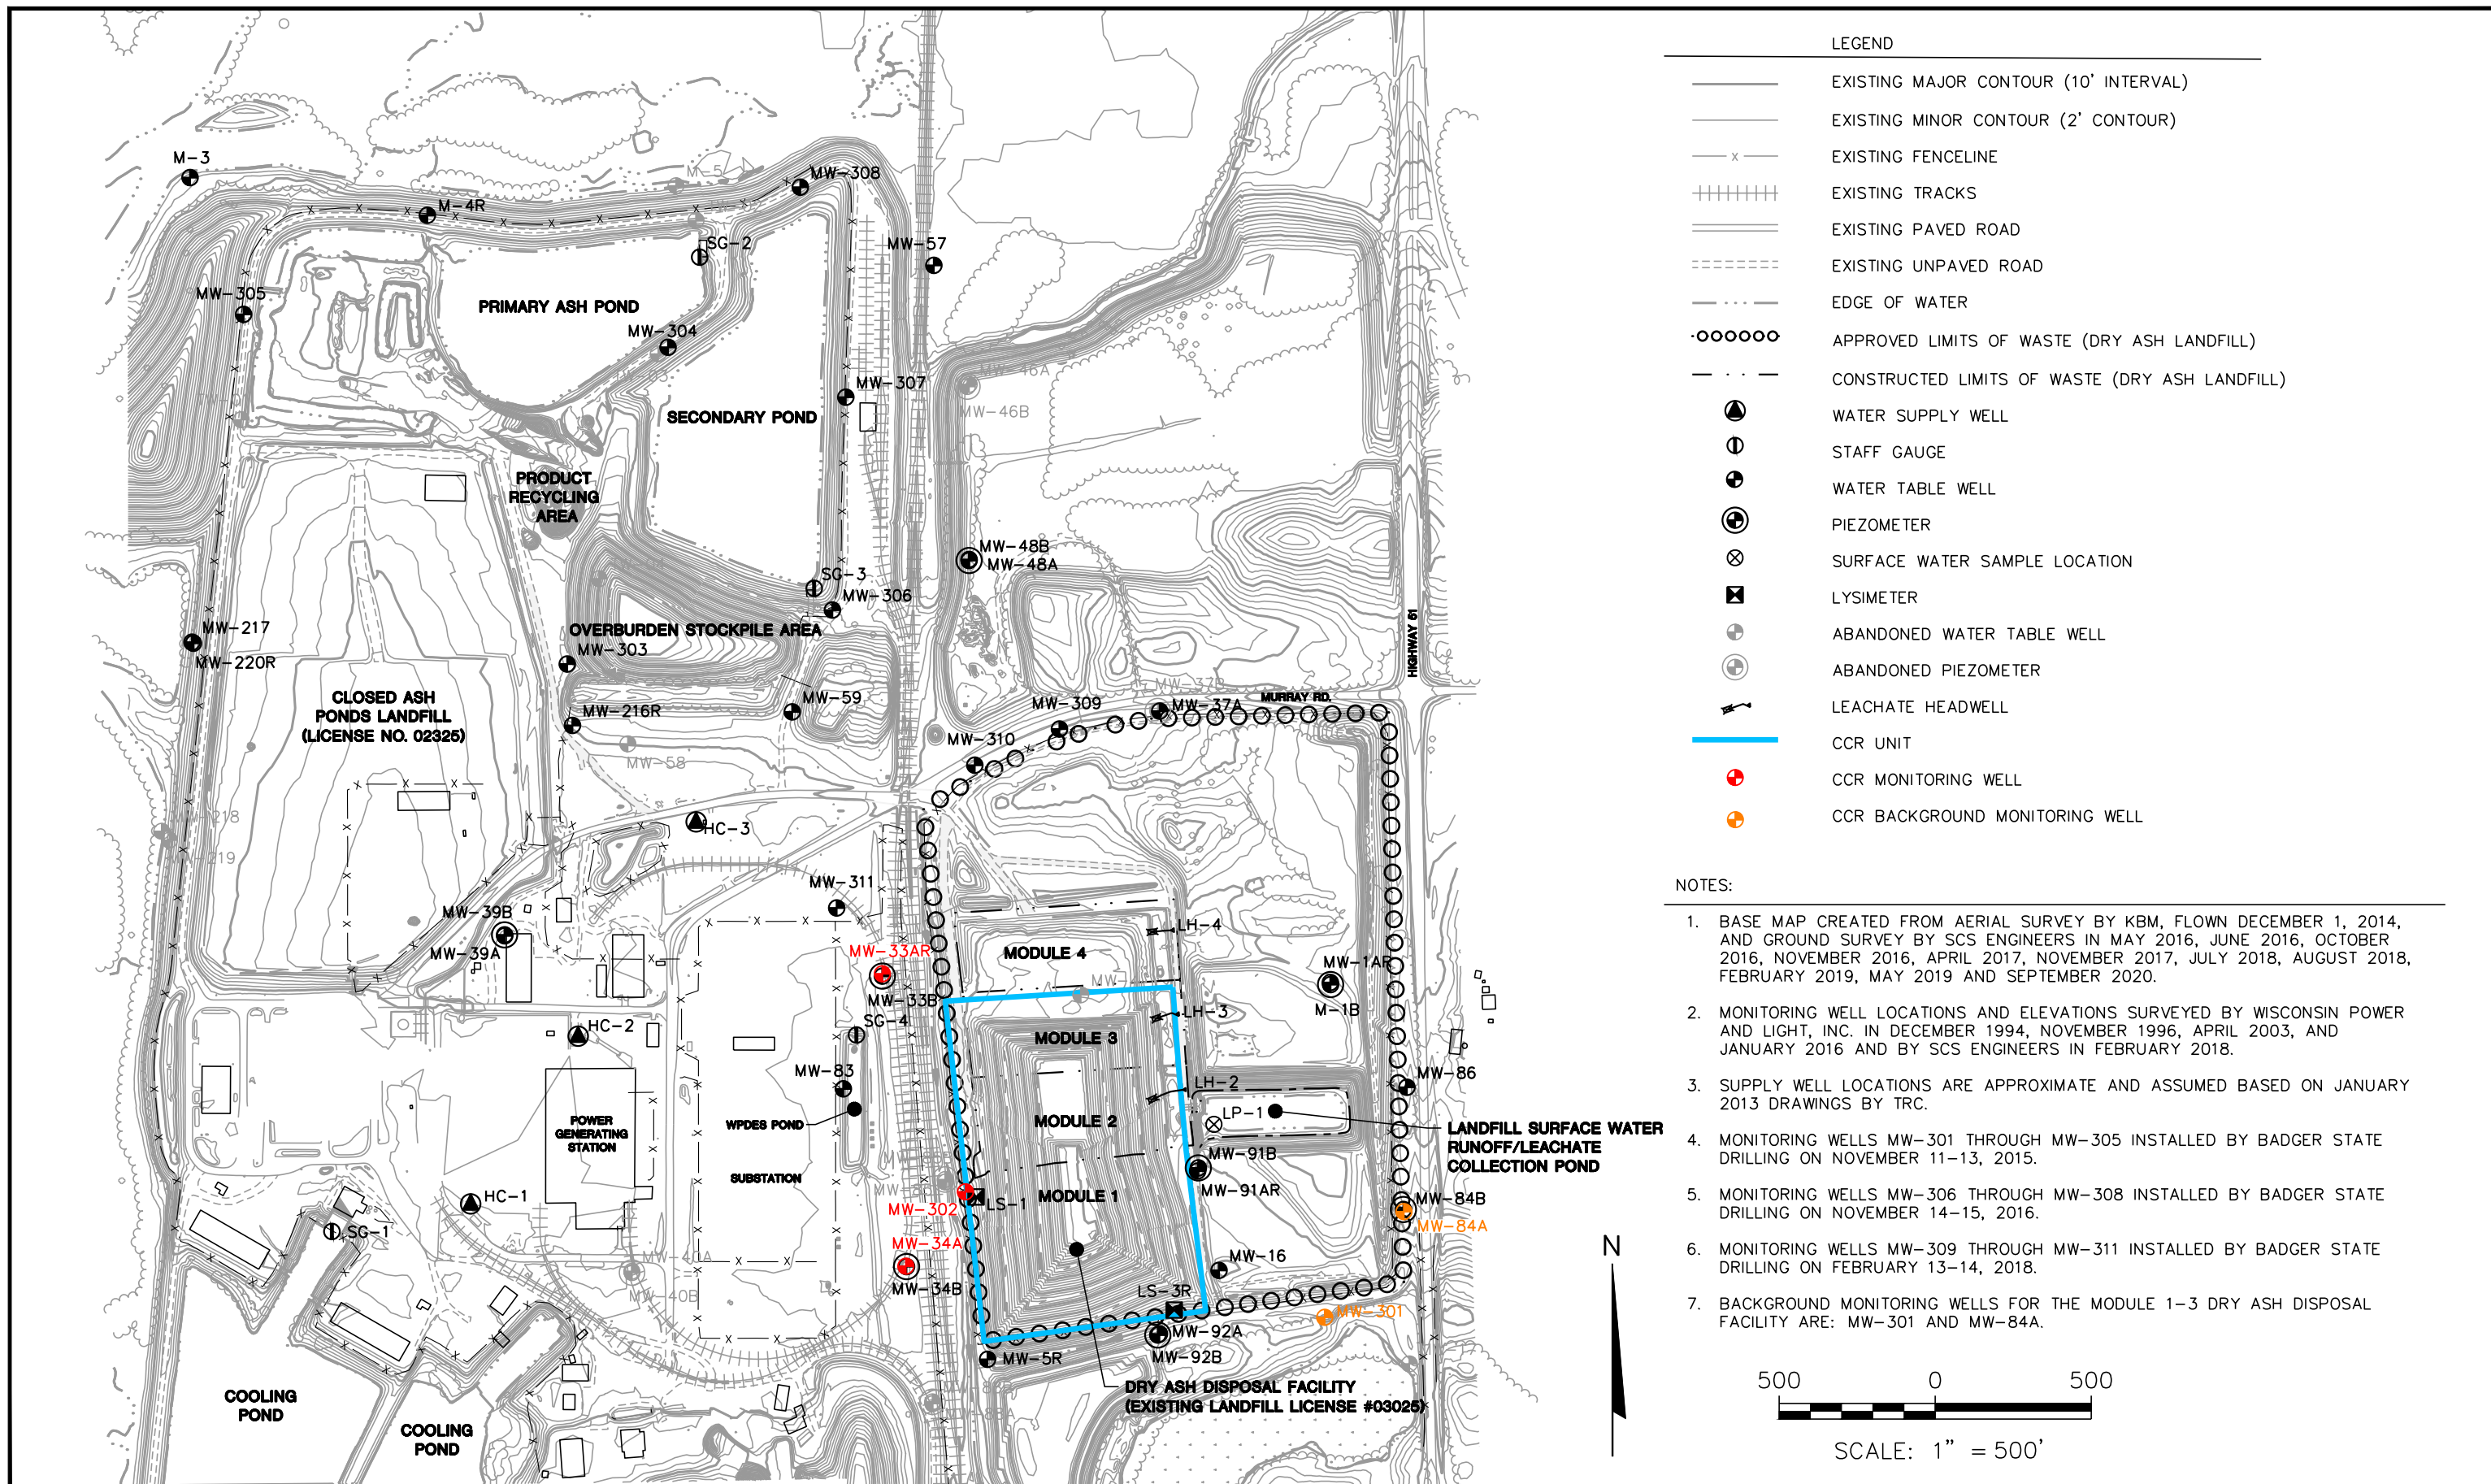 M-3
M-5
MW-308
M-4R
SG-2
MW-57
MW-305
PRIMARY ASH POND
MW-304
MW-46A
MW-307
MW-46B
SECONDARY POND
PRODUCT
RECYCLING
AREA
MW-48B
MW-48A
SG-3
MW-306
MW-217
OVERBURDEN STOCKPILE AREA
MW-303
MW-220R
HIGHWAY 61
CLOSED ASH
PONDS LANDFILL
(LICENSE NO. 02325)
MW-59
MW-216R
MW-37B
MURRAY RD.
MW-309
MW-37A
MW-310
MW-58
HC-3
MW-311
MW-39B
MW-39A
LH-4
MODULE 4
MW-33AR
MW-33B
MW-1AR
M-1B
SG-4
LH-3
MODULE 3
HC-2
MW-83
MW-86
LH-2
LP-1
MODULE 2
WPDES POND
POWER
GENERATING
STATION
LANDFILL SURFACE WATER
RUNOFF/LEACHATE
COLLECTION POND
MW-91B
MW-91AR
SUBSTATION
MODULE 1
LS-1
MW-302
HC-1
SG-1
MW-84B
MW-84A
MW-34A
MW-34B
MW-40A
MW-40B
MW-16
LS-3R
MW-301
MW-92A
MW-92B
MW-5R
DRY ASH DISPOSAL FACILITY
(EXISTING LANDFILL LICENSE #03025)
COOLING
POND
COOLING
POND
LEGEND
EXISTING MAJOR CONTOUR (10' INTERVAL)
EXISTING MINOR CONTOUR (2' CONTOUR)
EXISTING FENCELINE
EXISTING TRACKS
EXISTING PAVED ROAD
EXISTING UNPAVED ROAD
EDGE OF WATER
APPROVED LIMITS OF WASTE (DRY ASH LANDFILL)
CONSTRUCTED LIMITS OF WASTE (DRY ASH LANDFILL)
WATER SUPPLY WELL
STAFF GAUGE
WATER TABLE WELL
PIEZOMETER
SURFACE WATER SAMPLE LOCATION
LYSIMETER
ABANDONED WATER TABLE WELL
ABANDONED PIEZOMETER
LEACHATE HEADWELL
CCR UNIT
CCR MONITORING WELL
CCR BACKGROUND MONITORING WELL
NOTES:
1. BASE MAP CREATED FROM AERIAL SURVEY BY KBM, FLOWN DECEMBER 1, 2014,
AND GROUND SURVEY BY SCS ENGINEERS IN MAY 2016, JUNE 2016, OCTOBER
2016, NOVEMBER 2016, APRIL 2017, NOVEMBER 2017, JULY 2018, AUGUST 2018,
FEBRUARY 2019, MAY 2019 AND SEPTEMBER 2020.
2. MONITORING WELL LOCATIONS AND ELEVATIONS SURVEYED BY WISCONSIN POWER
AND LIGHT, INC. IN DECEMBER 1994, NOVEMBER 1996, APRIL 2003, AND
JANUARY 2016 AND BY SCS ENGINEERS IN FEBRUARY 2018.
3. SUPPLY WELL LOCATIONS ARE APPROXIMATE AND ASSUMED BASED ON JANUARY
2013 DRAWINGS BY TRC.
4. MONITORING WELLS MW-301 THROUGH MW-305 INSTALLED BY BADGER STATE
DRILLING ON NOVEMBER 11-13, 2015.
5. MONITORING WELLS MW-306 THROUGH MW-308 INSTALLED BY BADGER STATE
DRILLING ON NOVEMBER 14-15, 2016.
6. MONITORING WELLS MW-309 THROUGH MW-311 INSTALLED BY BADGER STATE
DRILLING ON FEBRUARY 13-14, 2018.
7. BACKGROUND MONITORING WELLS FOR THE MODULE 1-3 DRY ASH DISPOSAL
FACILITY ARE: MW-301 AND MW-84A.
N
500 0 500
SCALE: 1" = 500'